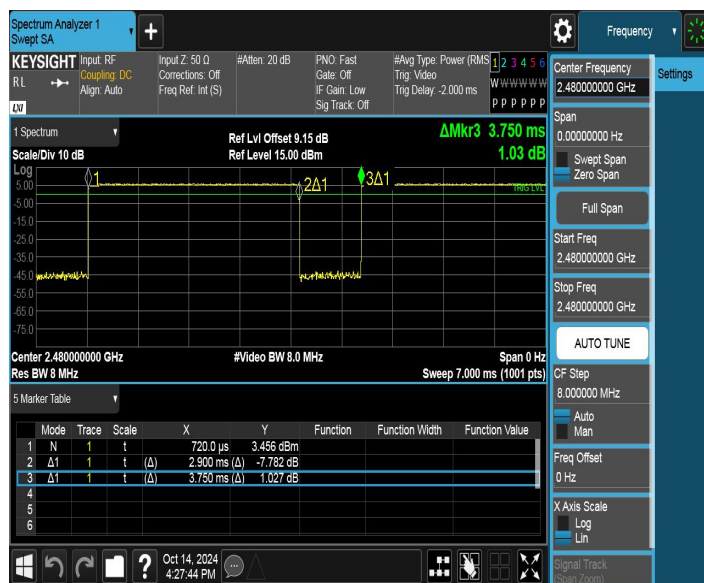 Spectrum Analyzer 1
Swept SA
+
Frequency
KEYSIGHT
RL
LXI
Input: RF
Coupling: DC
Align: Auto
Input Z: 50 Ω
Corrections: Off
Freq Ref: Int (S)
#Atten: 20 dB
PNO: Fast
Gate: Off
IF Gain: Low
Sig Track: Off
#Avg Type: Power (RMS
Trig: Video
Trig Delay: -2.000 ms
1 2 3 4 5 6
W W W W W W
P P P P P P
1 Spectrum
Scale/Div 10 dB
Ref Lvl Offset 9.15 dB
Ref Level 15.00 dBm
ΔMkr3 3.750 ms
1.03 dB
Log
5.00
-5.00
-15.0
-25.0
-35.0
-45.0
-55.0
-65.0
-75.0
1
2Δ1
3Δ1
TRIG LVL
Center 2.480000000 GHz
Res BW 8 MHz
#Video BW 8.0 MHz
Span 0 Hz
Sweep 7.000 ms (1001 pts)
5 Marker Table
Mode Trace Scale X Y Function Function Width Function Value
1 N 1 t 720.0 µs 3.456 dBm
2 Δ1 1 t (Δ) 2.900 ms (Δ) -7.782 dB
3 Δ1 1 t (Δ) 3.750 ms (Δ) 1.027 dB
4
5
6
?
Oct 14, 2024
4:27:44 PM
Center Frequency
2.480000000 GHz
Settings
Span
0.00000000 Hz
Swept Span
Zero Span
Full Span
Start Freq
2.480000000 GHz
Stop Freq
2.480000000 GHz
AUTO TUNE
CF Step
8.000000 MHz
Auto
Man
Freq Offset
0 Hz
X Axis Scale
Log
Lin
Signal Track
(Span Zoom)